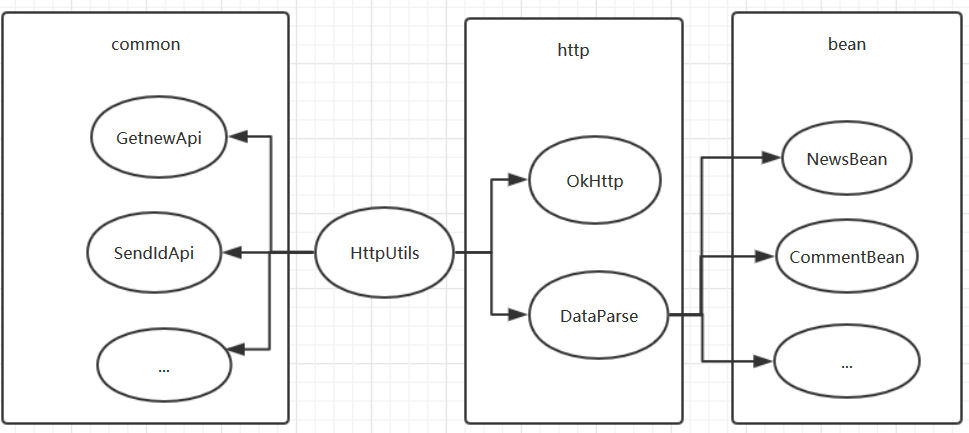 common
GetnewApi
SendIdApi
...
HttpUtils
http
OkHttp
DataParse
bean
NewsBean
CommentBean
...